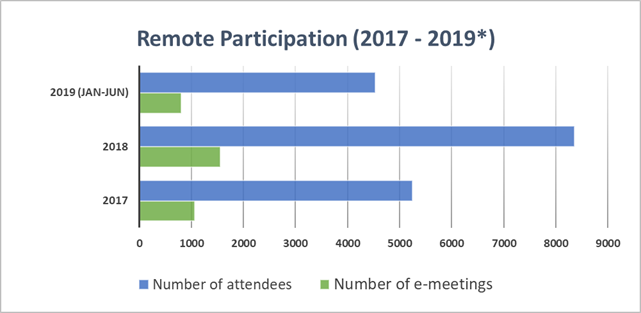 Remote Participation (2017 - 2019*)
2019 (JAN-JUN)
2018
2017
0 1000 2000 3000 4000 5000 6000 7000 8000 9000
Number of attendees Number of e-meetings